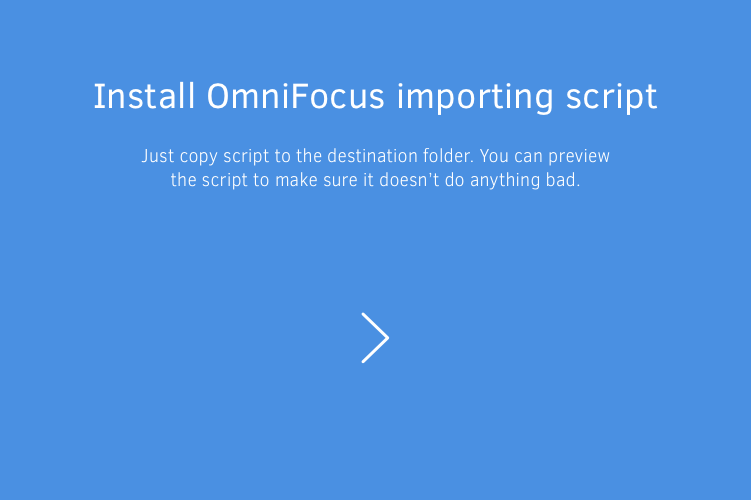 Install OmniFocus importing script
Just copy script to the destination folder. You can preview
the script to make sure it doesn't do anything bad.